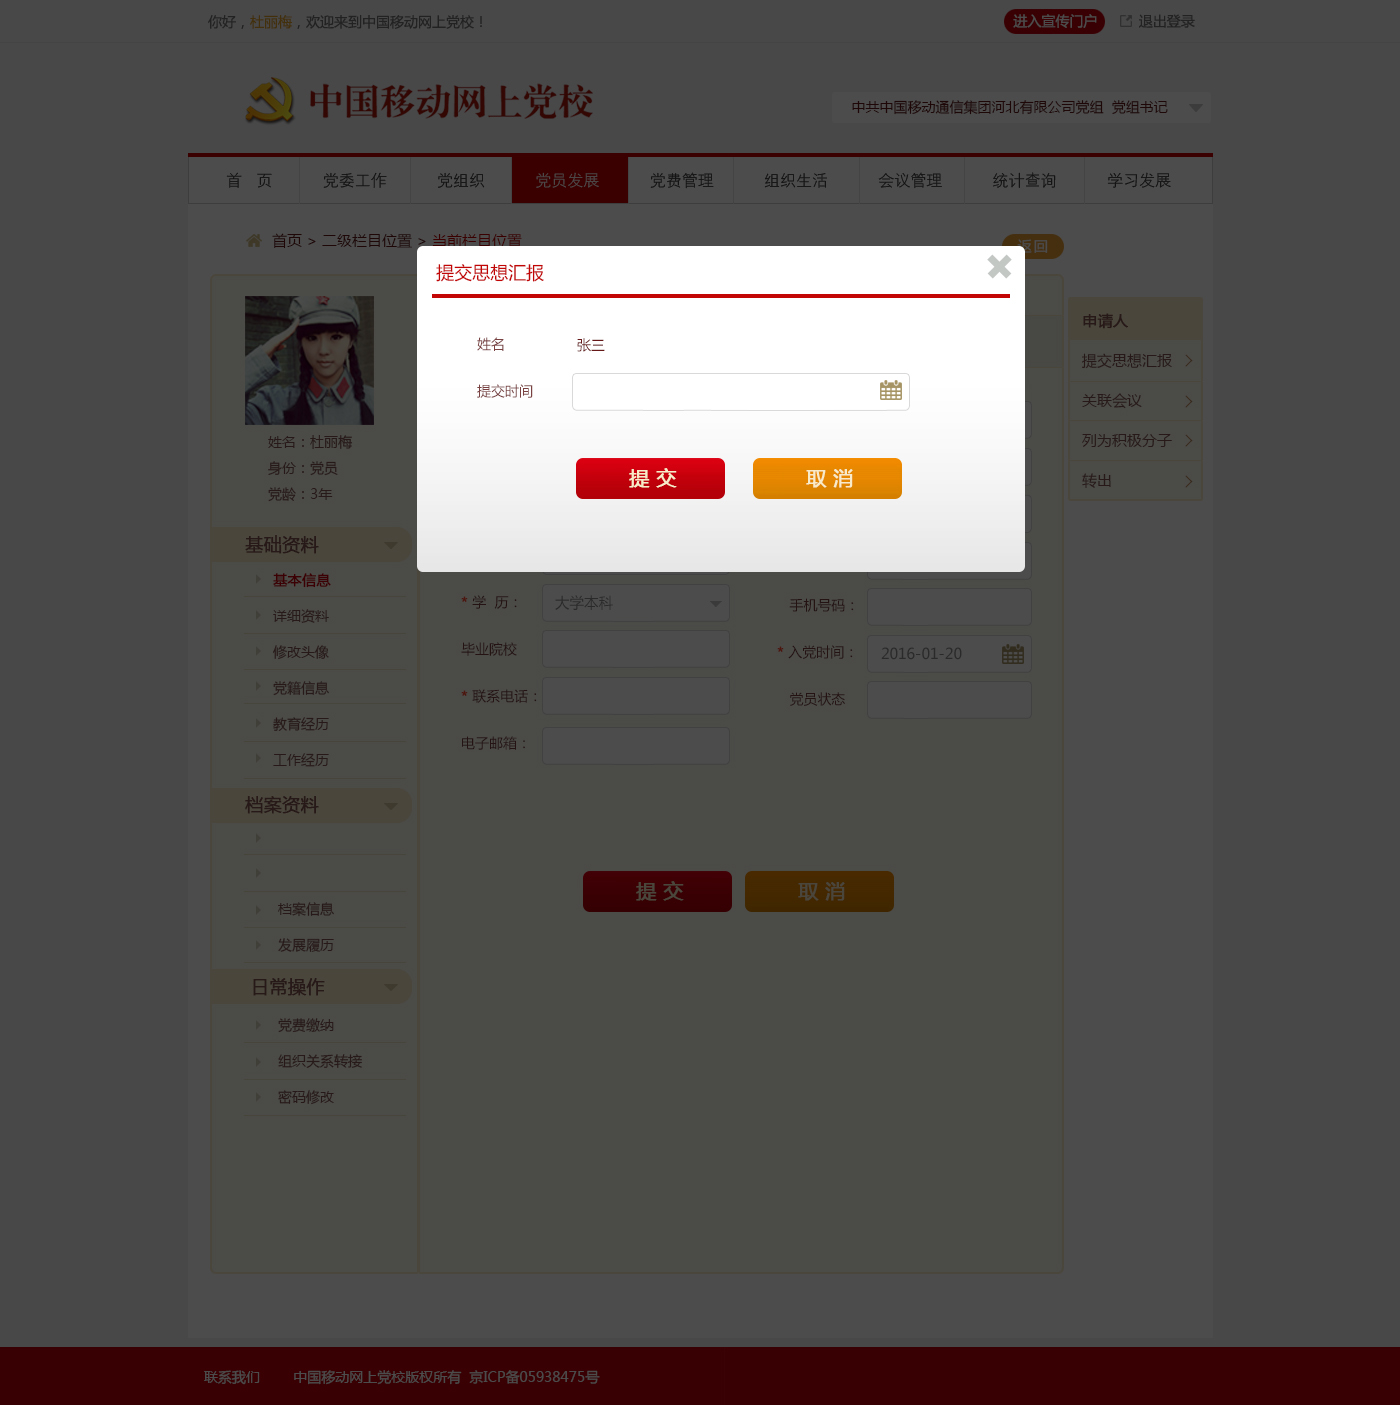 你好，杜丽梅，欢迎来到中国移动网上党校！
进入宣传门户 退出登录
中国移动网上党校
中共中国移动通信集团河北有限公司党组 党组书记
首 页 党委工作 党组织 党员发展 党费管理 组织生活 会议管理 统计查询 学习发展
首页 > 二级栏目位置 > 当前栏目位置
返回
提交思想汇报
姓名 张三
提交时间
提交 取消
姓名：杜丽梅
身份：党员
党龄：3年
基础资料
基本信息
详细资料
修改头像
党籍信息
教育经历
工作经历
档案资料
档案信息
发展履历
日常操作
党费缴纳
组织关系转接
密码修改
* 学 历： 大学本科 手机号码：
毕业院校 * 入党时间： 2016-01-20
* 联系电话： 党员状态
电子邮箱：
提交 取消
申请人
提交思想汇报
关联会议
列为积极分子
转出
联系我们 中国移动网上党校版权所有 京ICP备05938475号